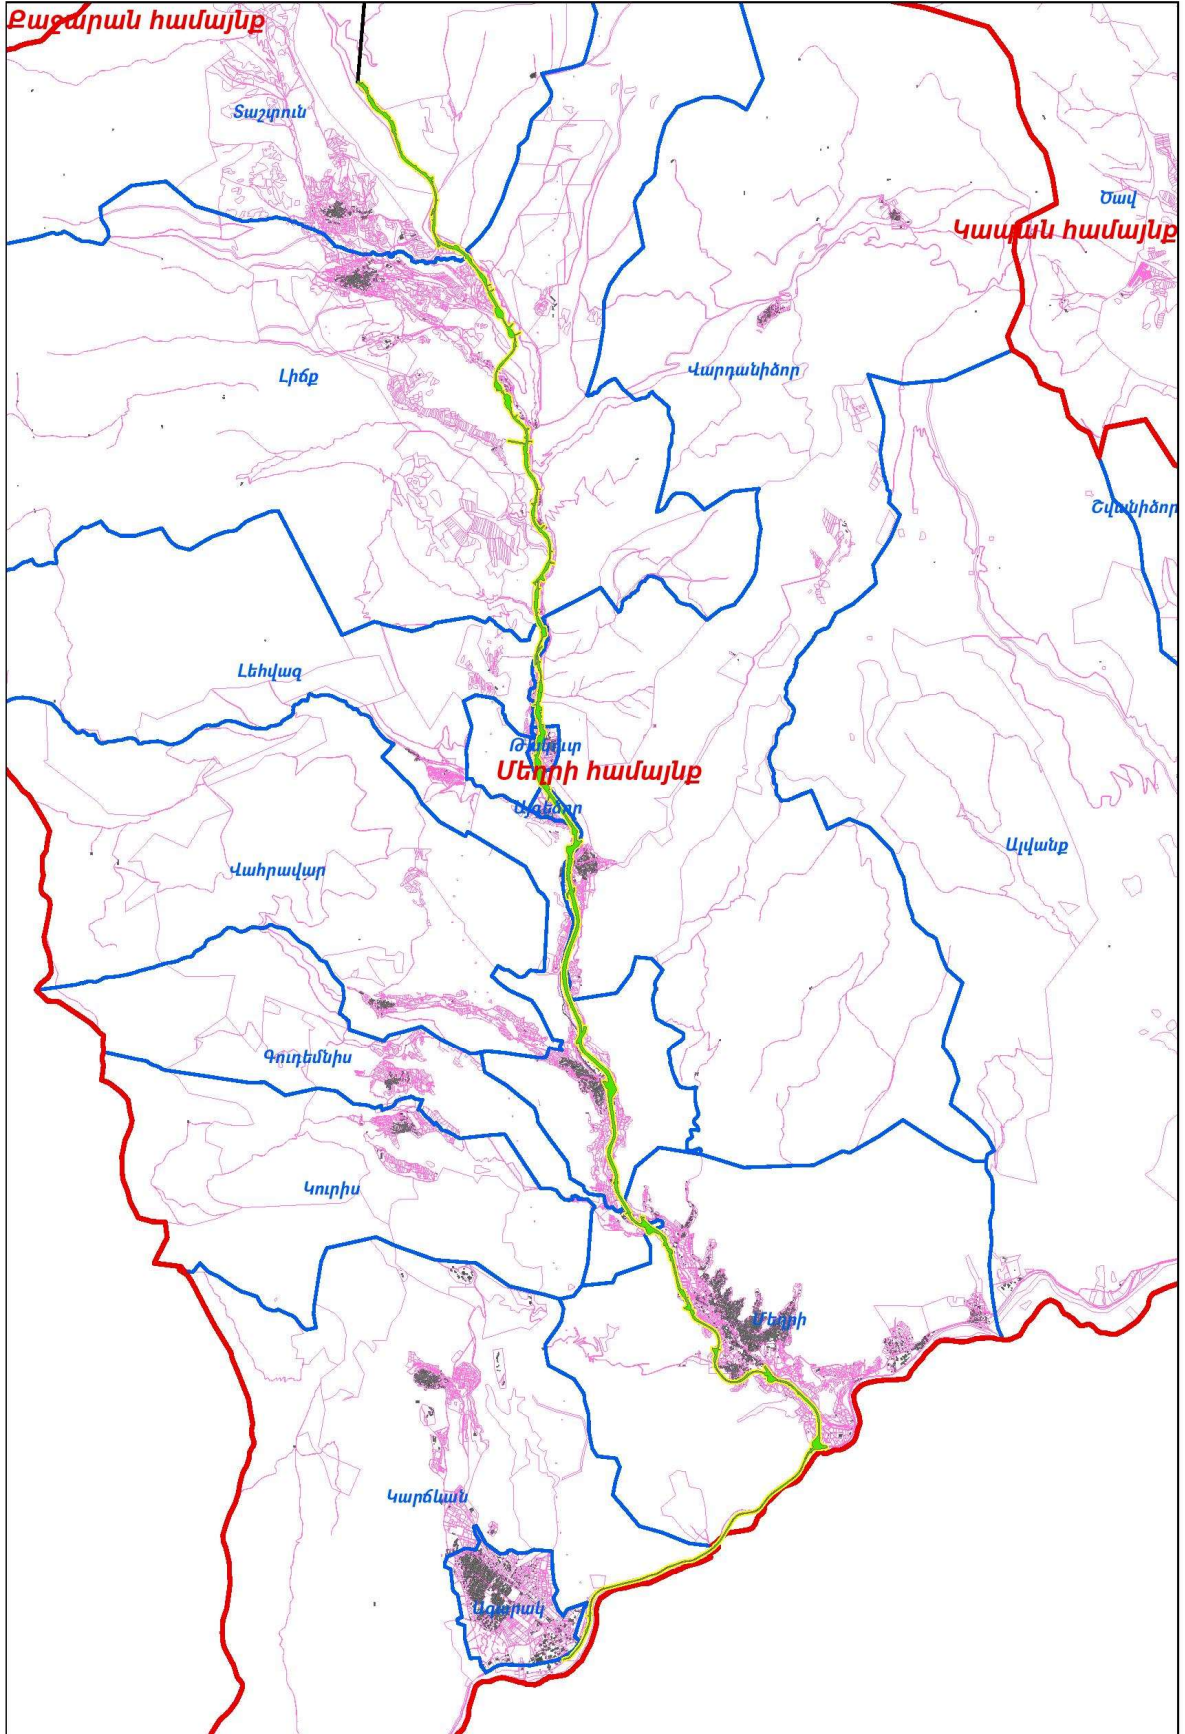 Քաջարան համայնք
Տաշտուն
Ծավ
Կապան համայնք
Լիճք
Վարդանիձոր
Շվանիձոր
Լեհվազ
Թխկուտ
Մեղրի համայնք
Այգեձոր
Ալվանք
Վահրավար
Գուդեմնիս
Կուրիս
Մեղրի
Կարճևան
Ագարակ